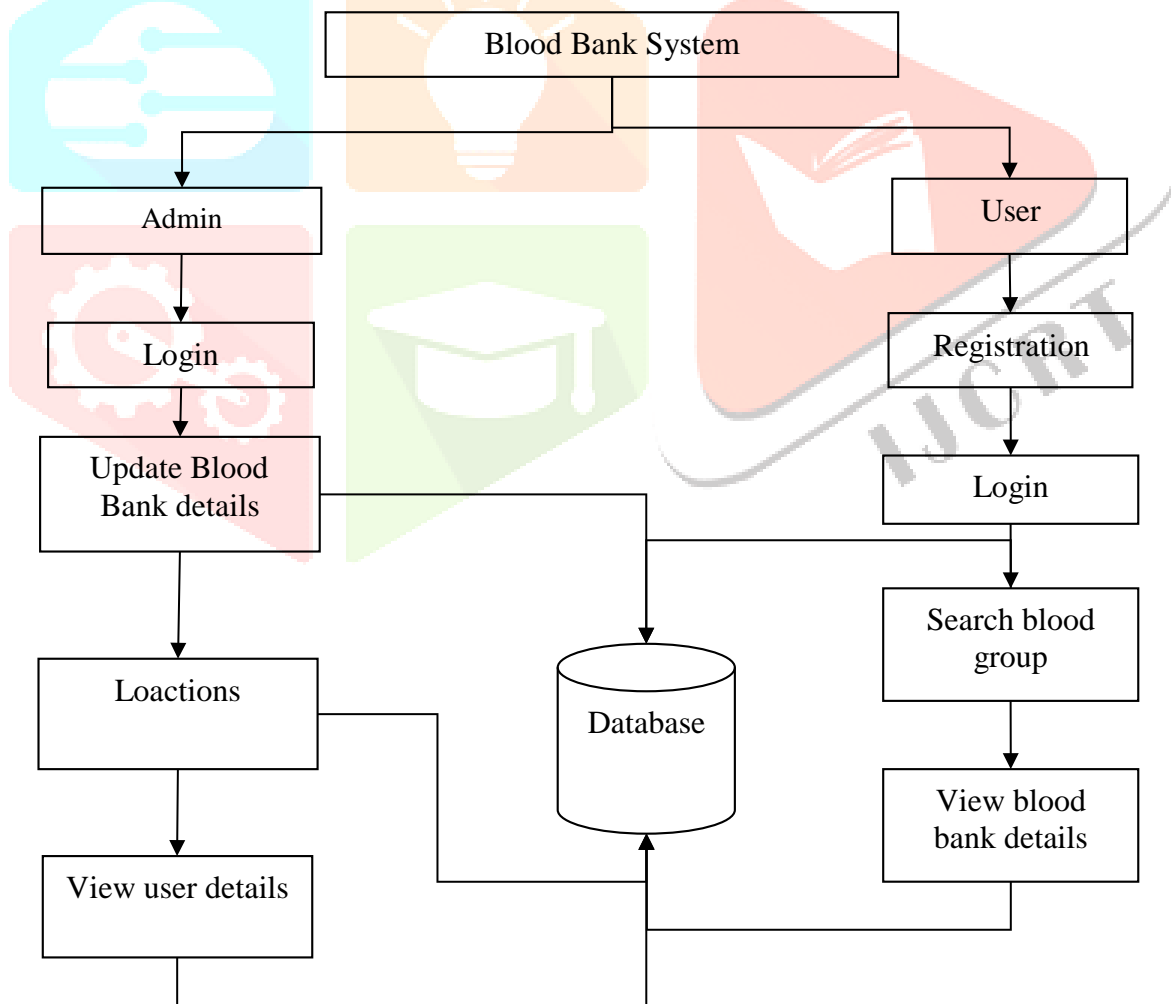 Blood Bank System
Admin
User
Login
Registration
Update Blood
Bank details
Login
Search blood
group
Loactions
Database
View blood
bank details
View user details
IJCRT